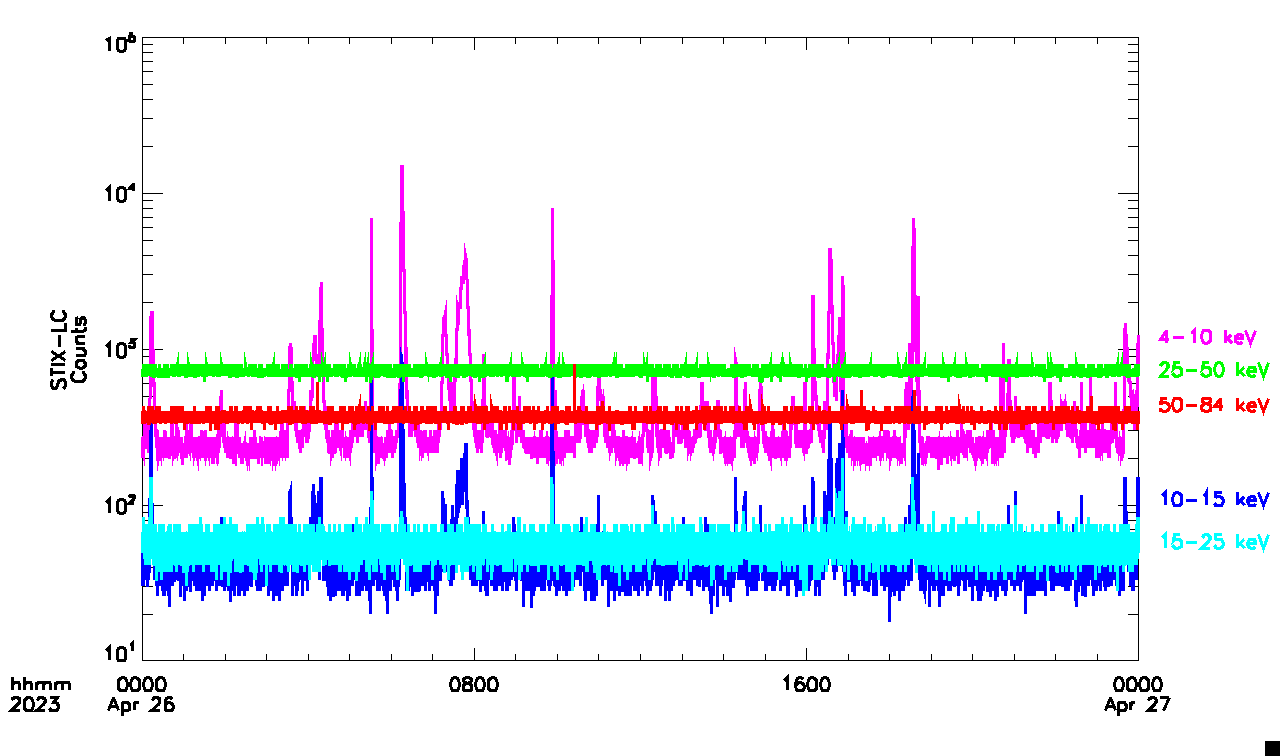 10^5
10^4
10^3
10^2
10^1
STIX-LC
Counts
4-10 keV
25-50 keV
50-84 keV
10-15 keV
15-25 keV
hhmm 0000 0800 1600 0000
2023 Apr 26 Apr 27